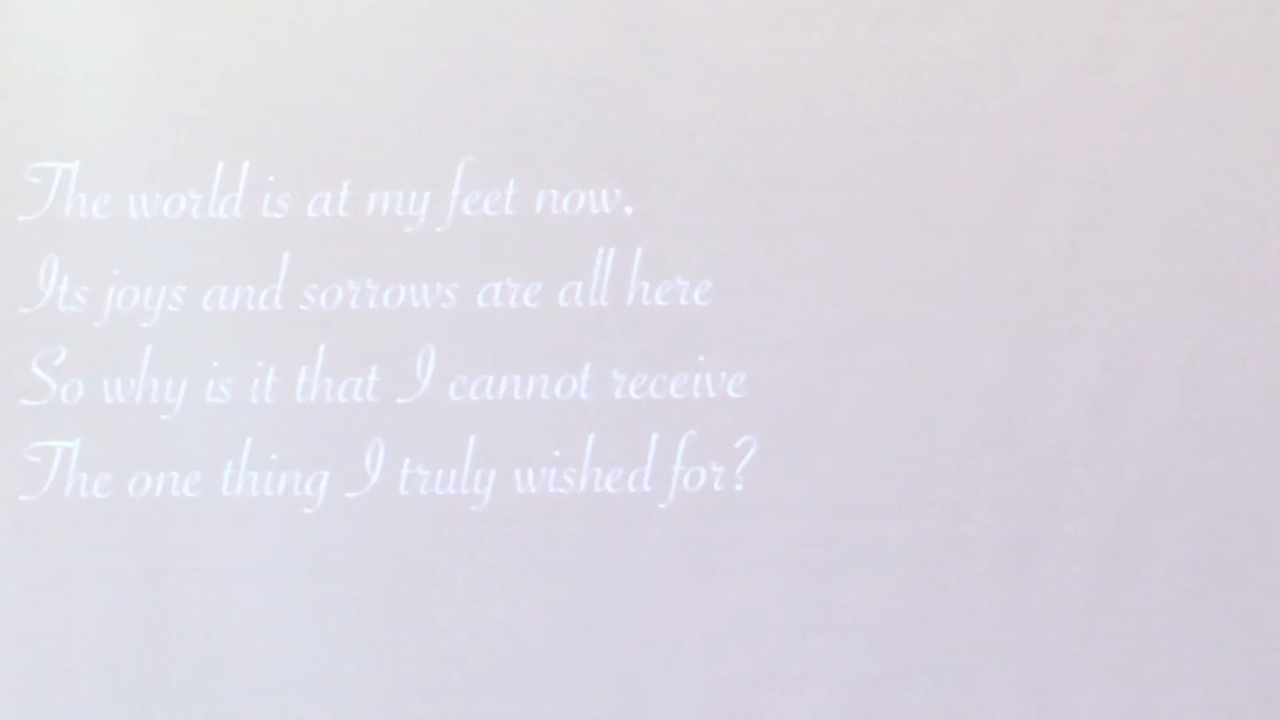 The world is at my feet now.
Its joys and sorrows are all here
So why is it that I cannot receive
The one thing I truly wished for?